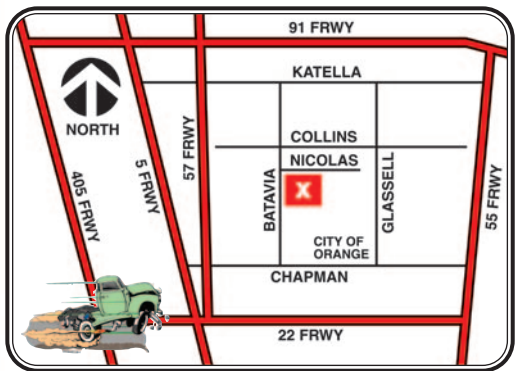 91 FRWY
KATELLA
NORTH
COLLINS
NICOLAS
57 FRWY
5 FRWY
405 FRWY
BATAVIA
X
GLASSELL
55 FRWY
CITY OF
ORANGE
CHAPMAN
22 FRWY